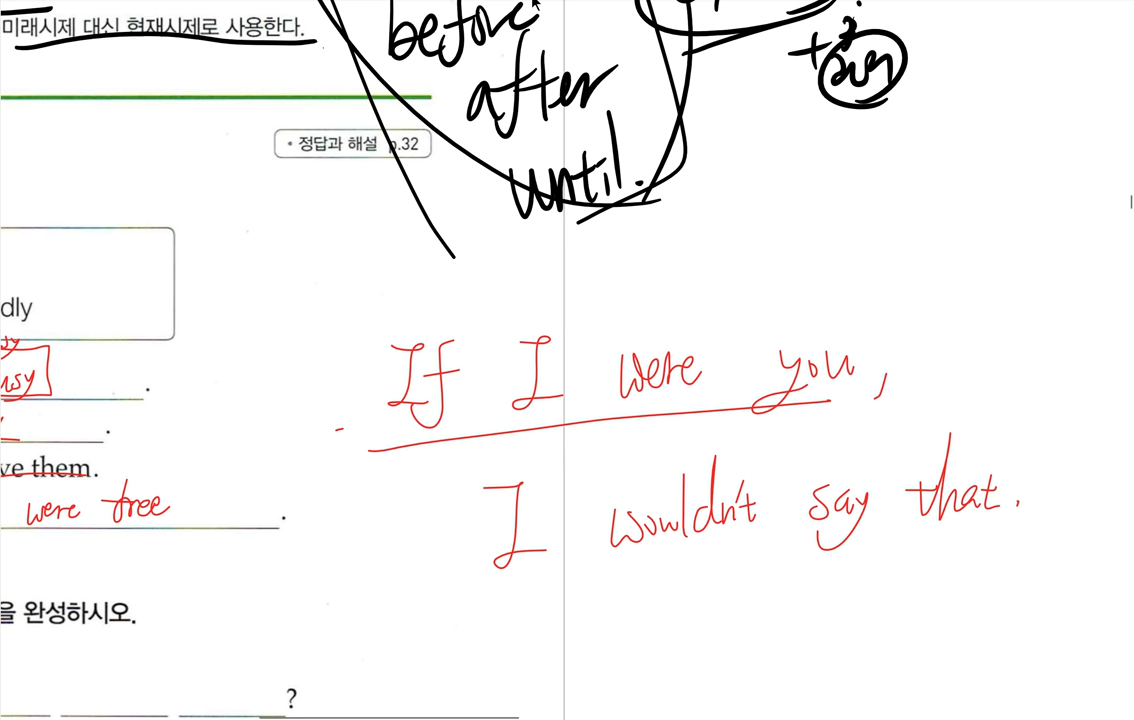 미래시제 대신 현재시제로 사용한다.
before
after
until.
• 정답과 해설 p.32
dly
If I were you,
ve them.
were free
I wouldn't say that.
을 완성하시오.
?